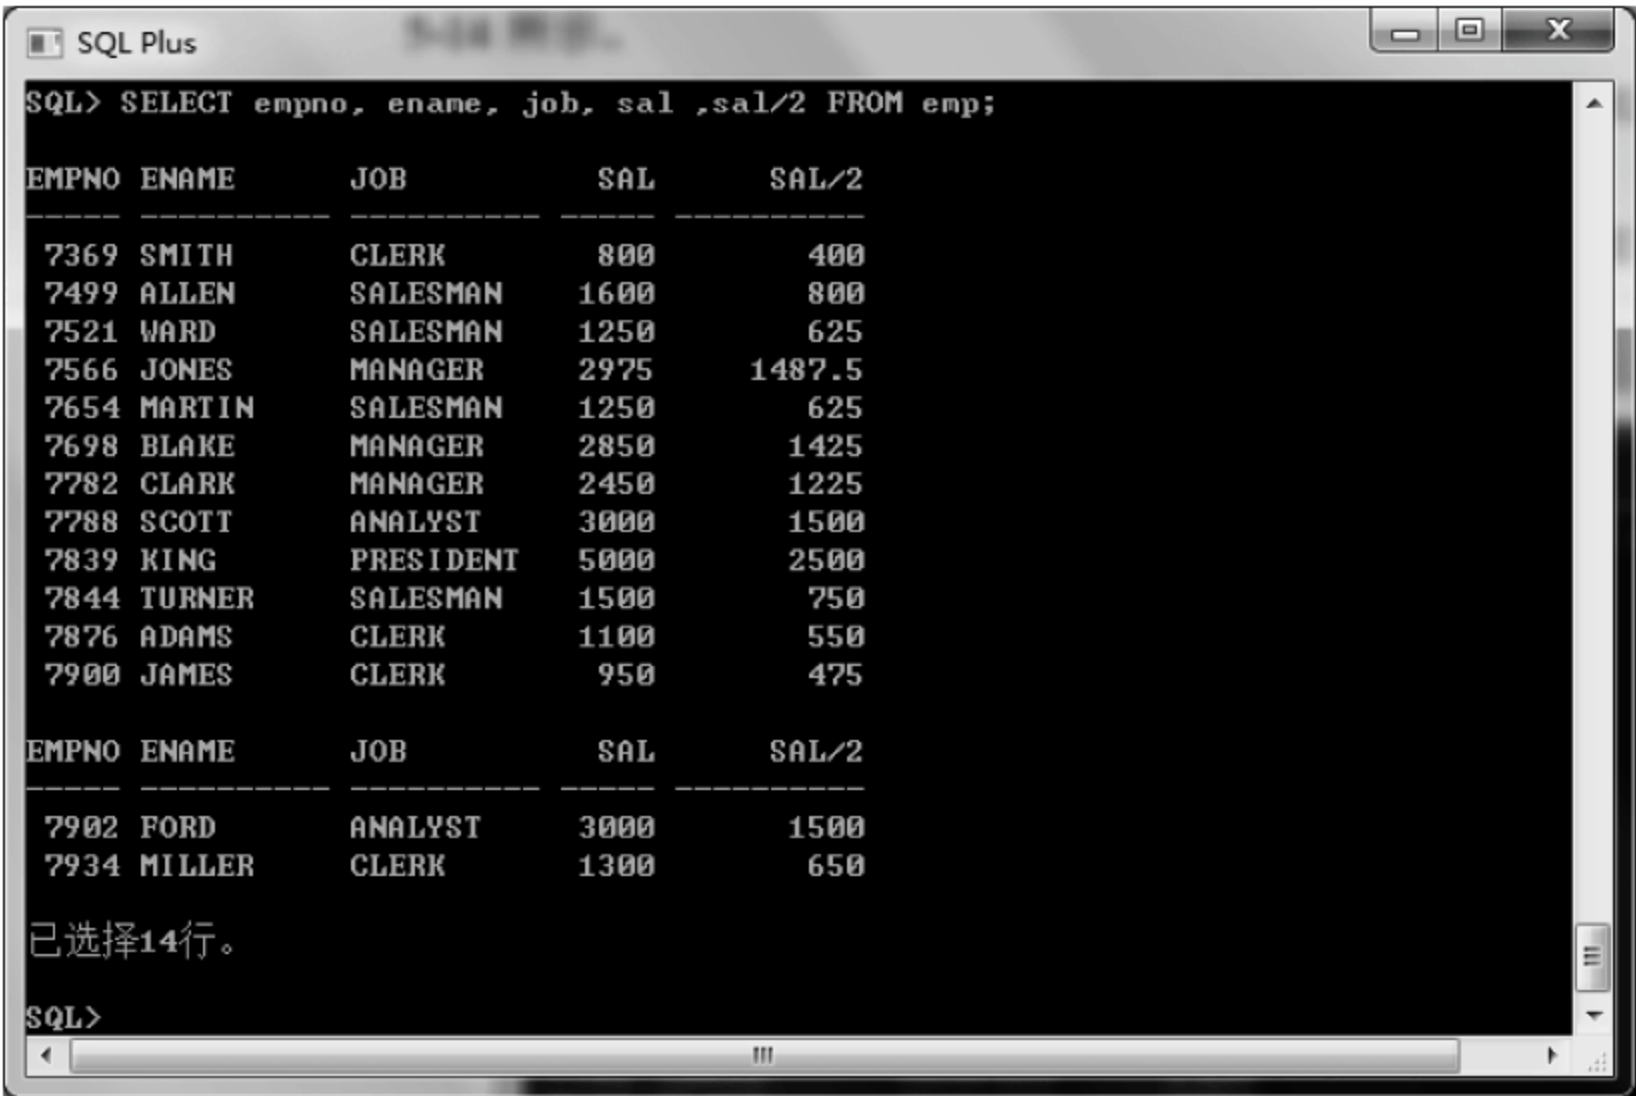 SQL Plus
SQL> SELECT empno, ename, job, sal ,sal/2 FROM emp;
EMPNO ENAME      JOB          SAL      SAL/2
----- ---------- ---------- ----- ----------
 7369 SMITH      CLERK        800        400
 7499 ALLEN      SALESMAN    1600        800
 7521 WARD       SALESMAN    1250        625
 7566 JONES      MANAGER     2975     1487.5
 7654 MARTIN     SALESMAN    1250        625
 7698 BLAKE      MANAGER     2850       1425
 7782 CLARK      MANAGER     2450       1225
 7788 SCOTT      ANALYST     3000       1500
 7839 KING       PRESIDENT   5000       2500
 7844 TURNER     SALESMAN    1500        750
 7876 ADAMS      CLERK       1100        550
 7900 JAMES      CLERK        950        475
EMPNO ENAME      JOB          SAL      SAL/2
----- ---------- ---------- ----- ----------
 7902 FORD       ANALYST     3000       1500
 7934 MILLER     CLERK       1300        650
已选择14行。
SQL>